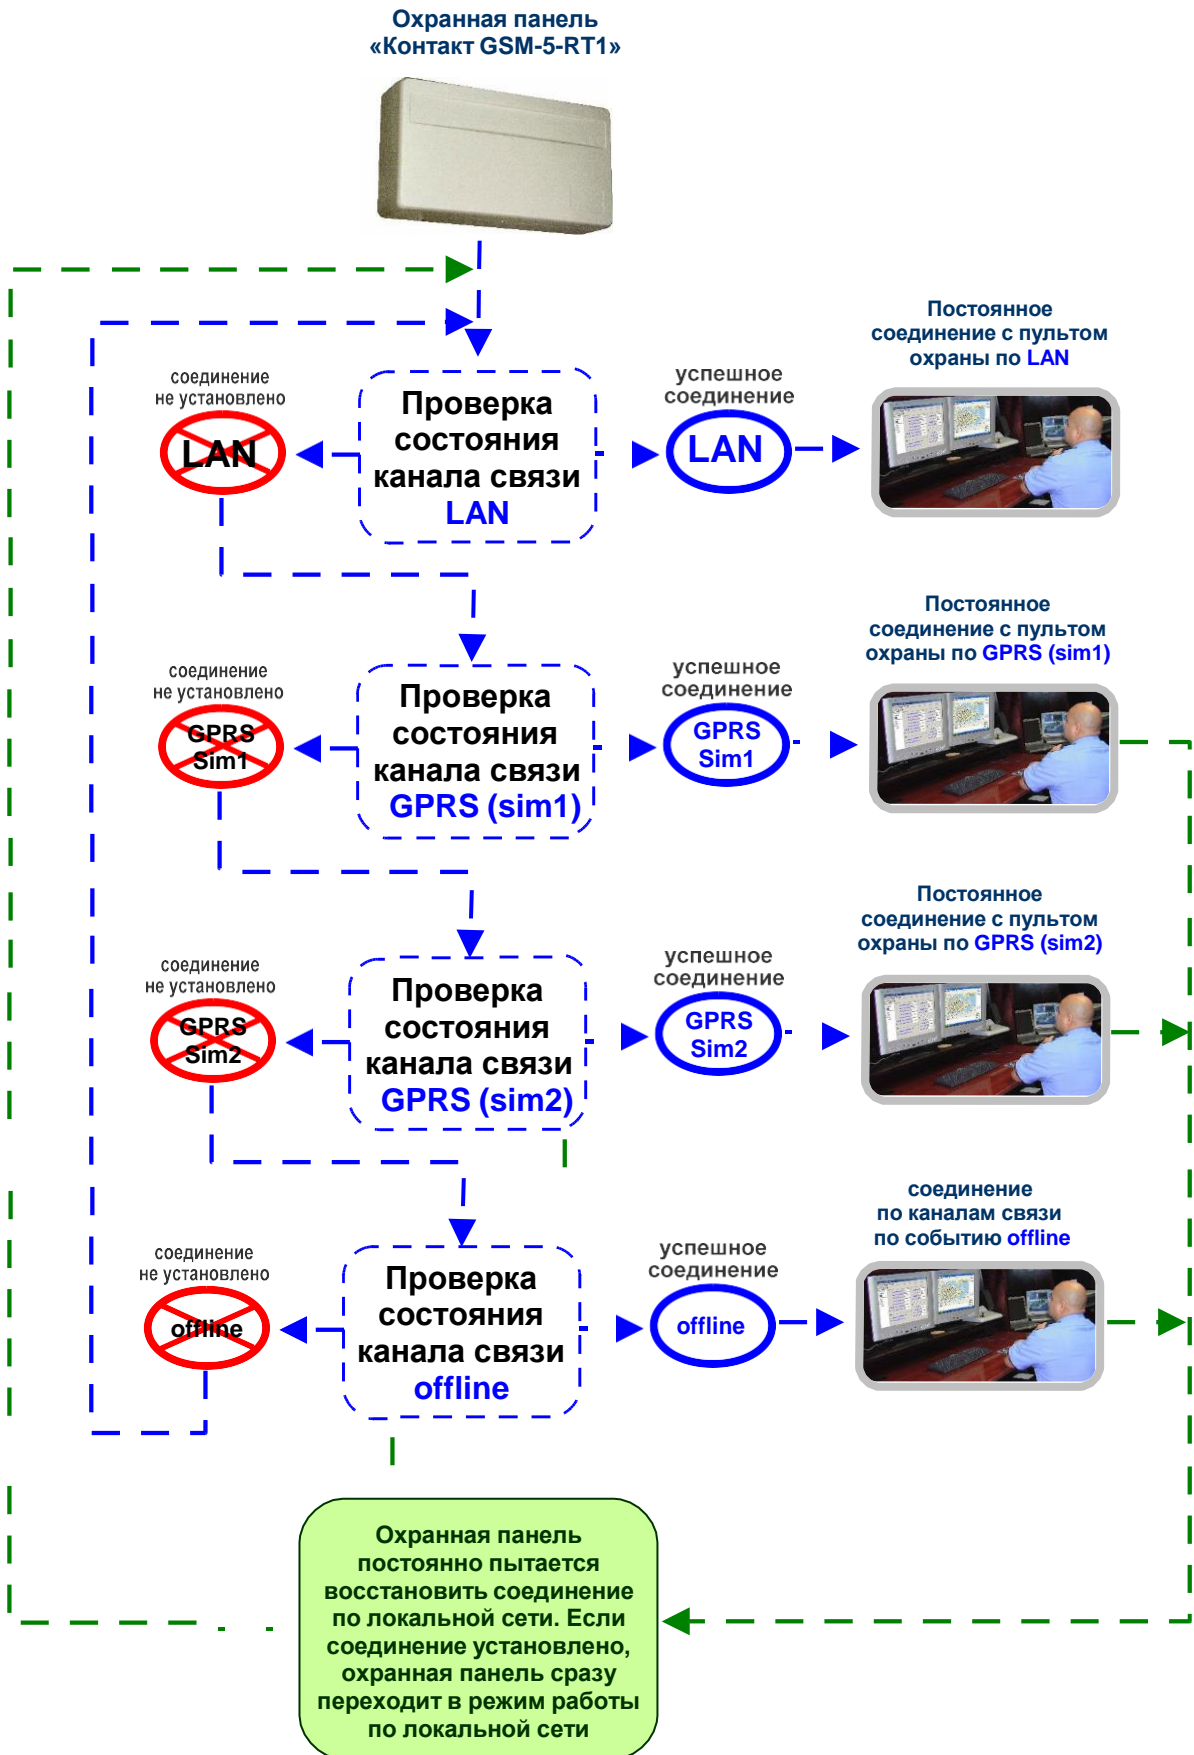 Охранная панель
«Контакт GSM-5-RT1»
Постоянное
соединение с пультом
охраны по LAN
соединение
не установлено
LAN
Проверка
состояния
канала связи
LAN
успешное
соединение
LAN
Постоянное
соединение с пультом
охраны по GPRS (sim1)
соединение
не установлено
GPRS
Sim1
Проверка
состояния
канала связи
GPRS (sim1)
успешное
соединение
GPRS
Sim1
Постоянное
соединение с пультом
охраны по GPRS (sim2)
соединение
не установлено
GPRS
Sim2
Проверка
состояния
канала связи
GPRS (sim2)
успешное
соединение
GPRS
Sim2
соединение
по каналам связи
по событию offline
соединение
не установлено
offline
Проверка
состояния
канала связи
offline
успешное
соединение
offline
Охранная панель
постоянно пытается
восстановить соединение
по локальной сети. Если
соединение установлено,
охранная панель сразу
переходит в режим работы
по локальной сети